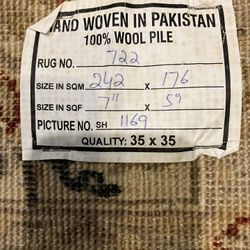 HAND WOVEN IN PAKISTAN
100% WOOL PILE
RUG NO. 722
SIZE IN SQM 242 X 176
SIZE IN SQF 7'11" X 5'9"
PICTURE NO. SH 1169
QUALITY: 35 x 35